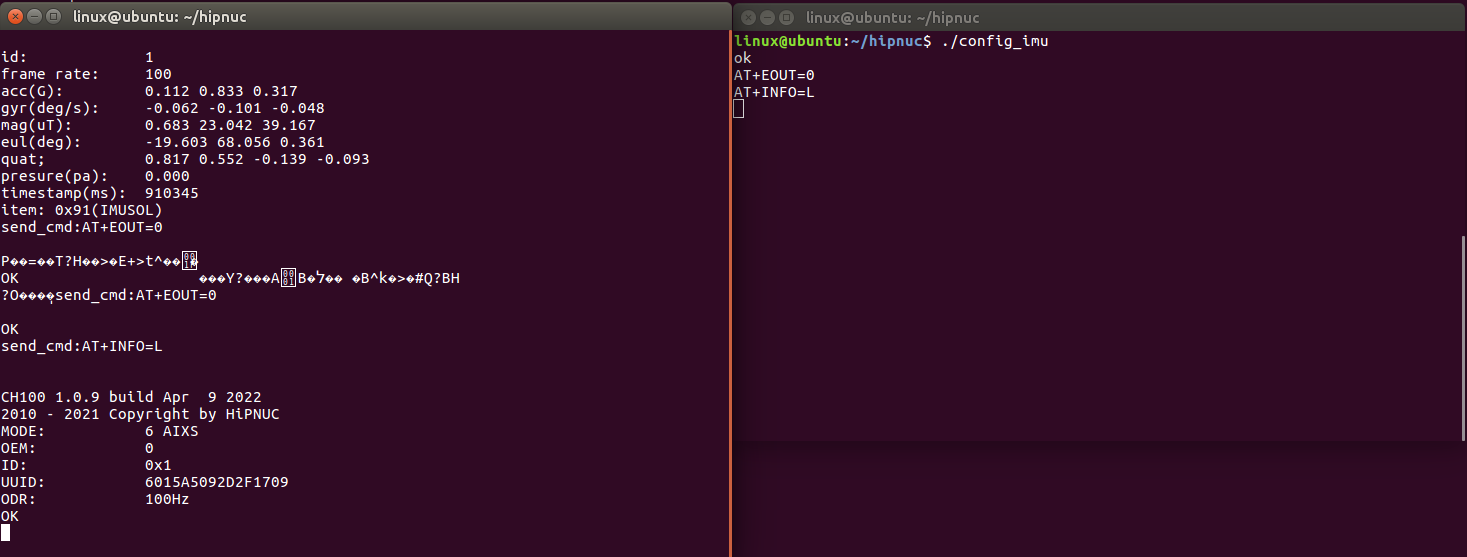 linux@ubuntu: ~/hipnuc
id: 1
frame rate: 100
acc(G): 0.112 0.833 0.317
gyr(deg/s): -0.062 -0.101 -0.048
mag(uT): 0.683 23.042 39.167
eul(deg): -19.603 68.056 0.361
quat; 0.817 0.552 -0.139 -0.093
presure(pa): 0.000
timestamp(ms): 910345
item: 0x91(IMUSOL)
send_cmd:AT+EOUT=0
P��=��T?H��>�E+>t^��
OK ���Y?���A B�ל�� �B^k�>�#Q?BH
?O����send_cmd:AT+EOUT=0
OK
send_cmd:AT+INFO=L
CH100 1.0.9 build Apr  9 2022
2010 - 2021 Copyright by HiPNUC
MODE: 6 AIXS
OEM: 0
ID: 0x1
UUID: 6015A5092D2F1709
ODR: 100Hz
OK
linux@ubuntu: ~/hipnuc
linux@ubuntu:~/hipnuc$ ./config_imu
ok
AT+EOUT=0
AT+INFO=L